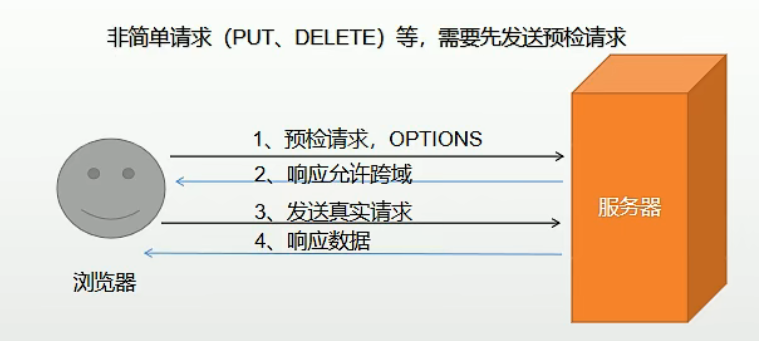 非简单请求（PUT、DELETE）等，需要先发送预检请求
1、预检请求，OPTIONS
2、响应允许跨域
3、发送真实请求
4、响应数据
服务器
浏览器